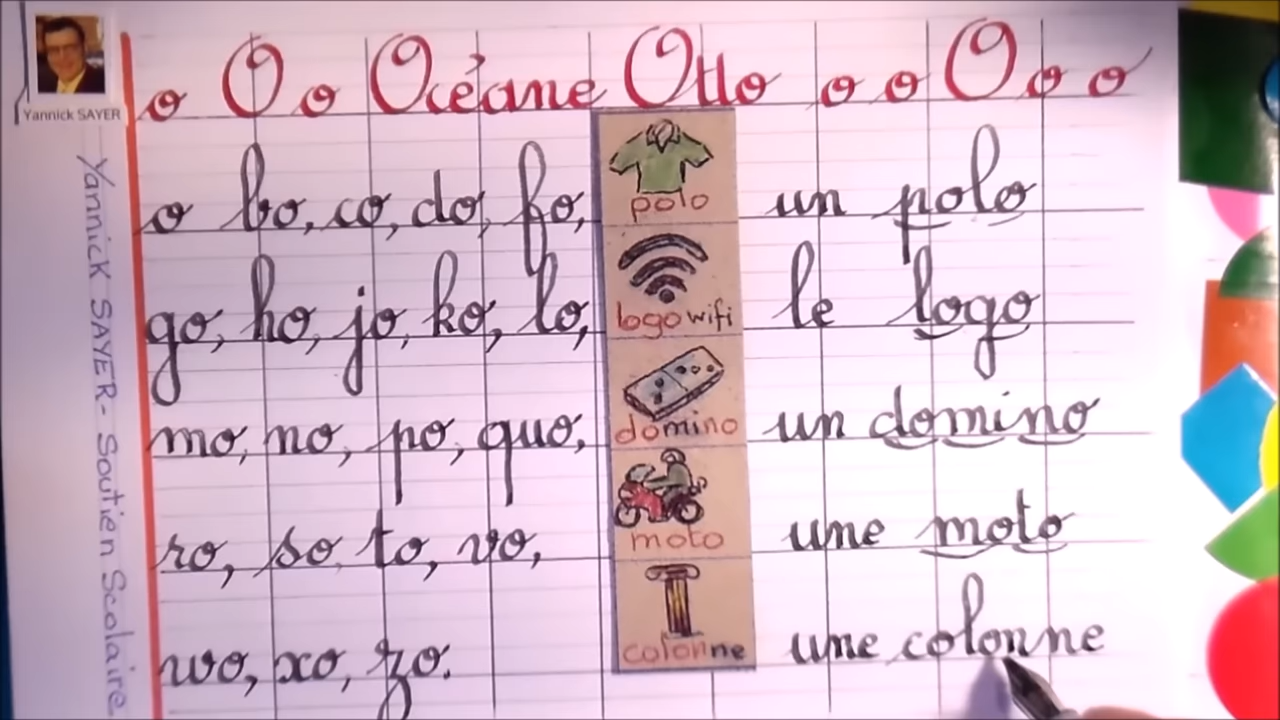 Yannick SAYER
Yannick SAYER - Soutien Scolaire
o O o Océane Otto o o O o o
o bo, co, do, fo,
go, ho, jo, ko, lo,
mo, no, po, quo,
ro, so, to, vo,
wo, xo, zo.
polo
logo wifi
domino
moto
colonne
un polo
le logo
un domino
une moto
une colonne